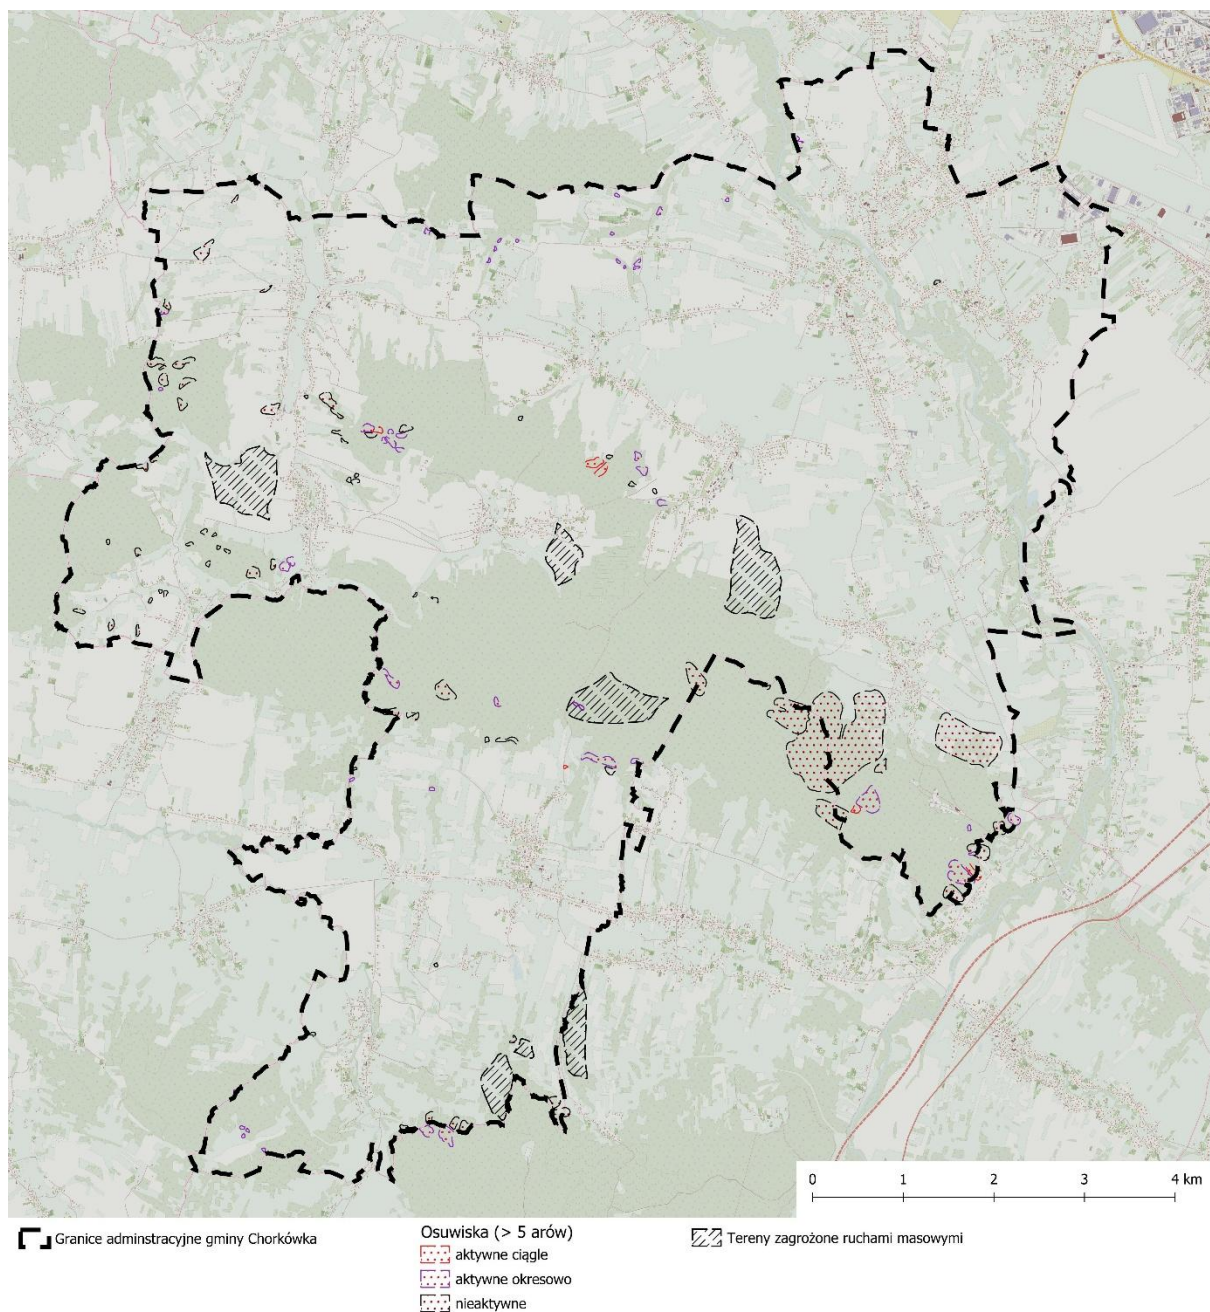 0 1 2 3 4 km
Granice adminstracyjne gminy Chorkówka
Osuwiska (> 5 arów)
aktywne ciągle
aktywne okresowo
nieaktywne
Tereny zagrożone ruchami masowymi